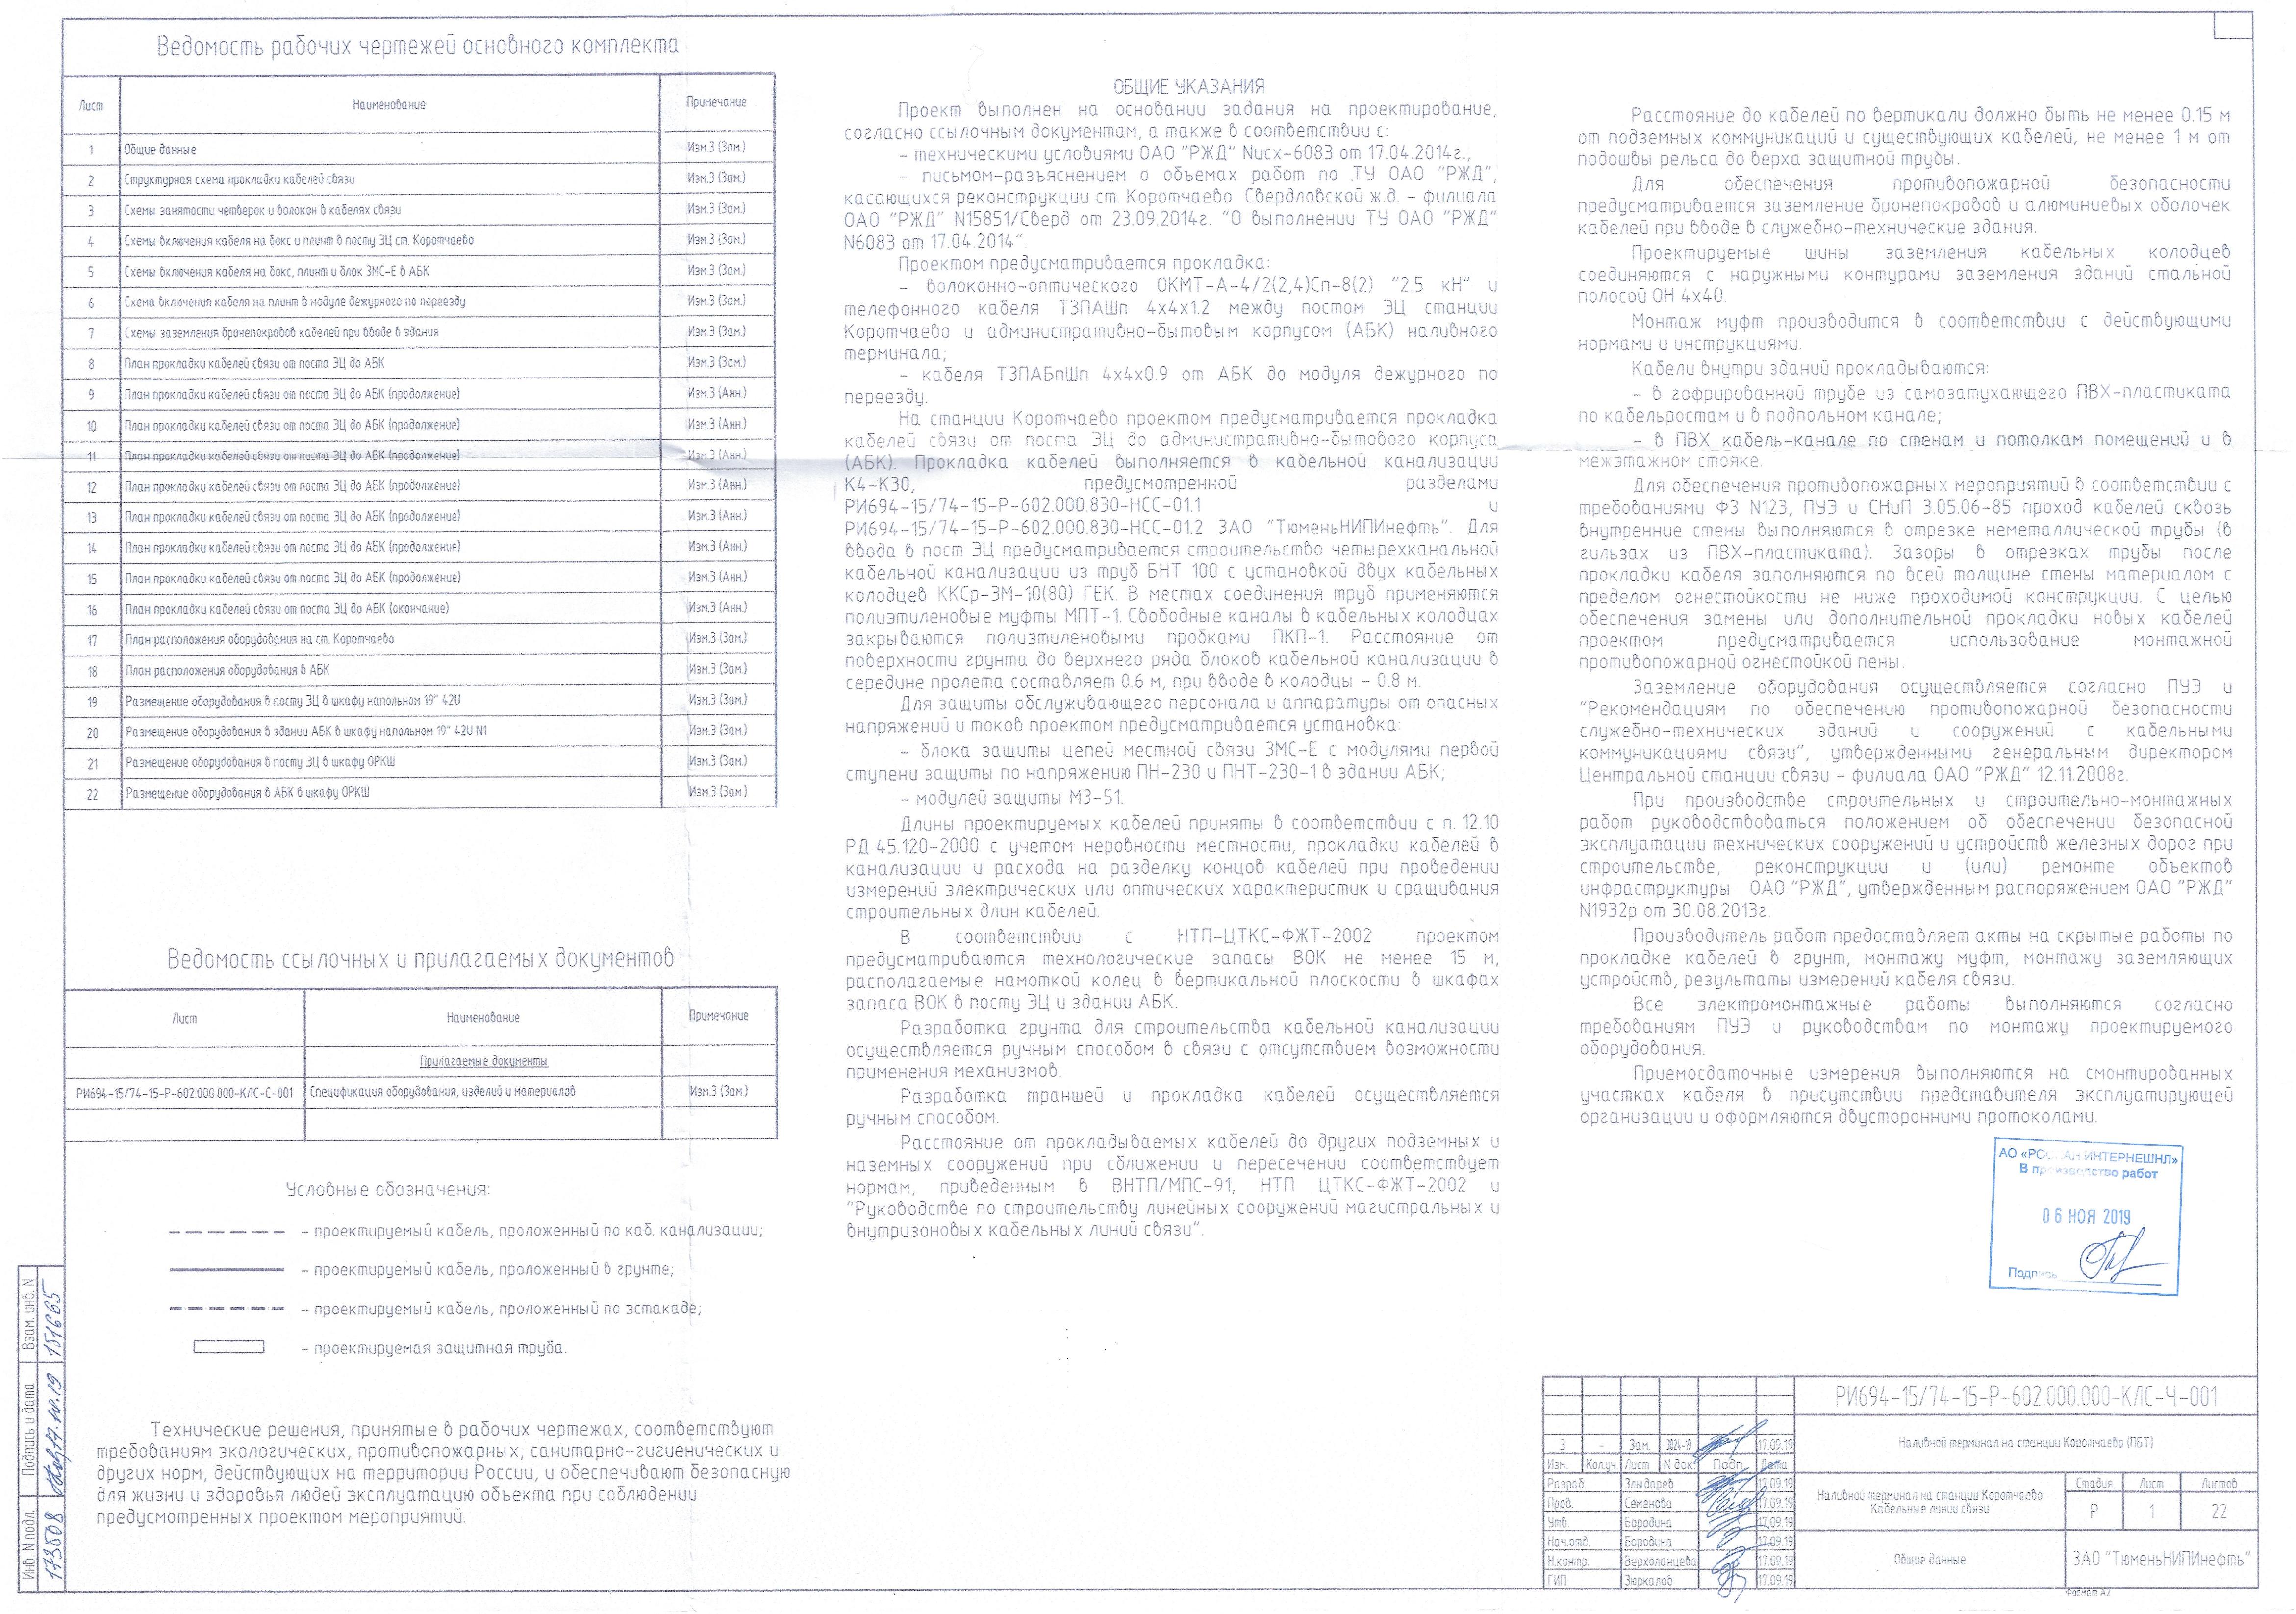 Ведомость рабочих чертежей основного комплекта
Лист Наименование Примечание
1 Общие данные Изм.3 (Зам.)
2 Структурная схема прокладки кабелей связи Изм.3 (Зам.)
3 Схемы занятости четверок и волокон в кабелях связи Изм.3 (Зам.)
4 Схемы включения кабеля на бокс и плинт в посту ЭЦ ст. Коротчаево Изм.3 (Зам.)
5 Схемы включения кабеля на бокс, плинт и блок ЗМС-Е в АБК Изм.3 (Зам.)
6 Схема включения кабеля на плинт в модуле дежурного по переезду Изм.3 (Зам.)
7 Схемы заземления бронепокровов кабелей при вводе в здания Изм.3 (Зам.)
8 План прокладки кабелей связи от поста ЭЦ до АБК Изм.3 (Зам.)
9 План прокладки кабелей связи от поста ЭЦ до АБК (продолжение) Изм.3 (Анн.)
10 План прокладки кабелей связи от поста ЭЦ до АБК (продолжение) Изм.3 (Анн.)
11 План прокладки кабелей связи от поста ЭЦ до АБК (продолжение) Изм.3 (Анн.)
12 План прокладки кабелей связи от поста ЭЦ до АБК (продолжение) Изм.3 (Анн.)
13 План прокладки кабелей связи от поста ЭЦ до АБК (продолжение) Изм.3 (Анн.)
14 План прокладки кабелей связи от поста ЭЦ до АБК (продолжение) Изм.3 (Анн.)
15 План прокладки кабелей связи от поста ЭЦ до АБК (продолжение) Изм.3 (Анн.)
16 План прокладки кабелей связи от поста ЭЦ до АБК (окончание) Изм.3 (Анн.)
17 План расположения оборудования на ст. Коротчаево Изм.3 (Зам.)
18 План расположения оборудования в АБК Изм.3 (Зам.)
19 Размещение оборудования в посту ЭЦ в шкафу напольном 19" 42U Изм.3 (Зам.)
20 Размещение оборудования в здании АБК в шкафу напольном 19" 42U N1 Изм.3 (Зам.)
21 Размещение оборудования в посту ЭЦ в шкафу ОРКШ Изм.3 (Зам.)
22 Размещение оборудования в АБК в шкафу ОРКШ Изм.3 (Зам.)
Ведомость ссылочных и прилагаемых документов
Лист Наименование Примечание
Прилагаемые документы
РИ694-15/74-15-Р-602.000.000-КЛС-С-001 Спецификация оборудования, изделий и материалов Изм.3 (Зам.)
Условные обозначения:
– проектируемый кабель, проложенный по каб. канализации;
– проектируемый кабель, проложенный в грунте;
– проектируемый кабель, проложенный по эстакаде;
– проектируемая защитная труба.
Технические решения, принятые в рабочих чертежах, соответствуют
требованиям экологических, противопожарных, санитарно-гигиенических и
других норм, действующих на территории России, и обеспечивают безопасную
для жизни и здоровья людей эксплуатацию объекта при соблюдении
предусмотренных проектом мероприятий.
ОБЩИЕ УКАЗАНИЯ
Проект выполнен на основании задания на проектирование,
согласно ссылочным документам, а также в соответствии с:
– техническими условиями ОАО "РЖД" Nисх-6083 от 17.04.2014г.,
– письмом-разъяснением о объемах работ по ТУ ОАО "РЖД",
касающихся реконструкции ст. Коротчаево Свердловской ж.д. – филиала
ОАО "РЖД" N15851/Сверд от 23.09.2014г. "О выполнении ТУ ОАО "РЖД"
N6083 от 17.04.2014".
Проектом предусматривается прокладка:
– волоконно-оптического ОКМТ-А-4/2(2,4)Сп-8(2) "2.5 кН" и
телефонного кабеля ТЗПАШп 4х4х1.2 между постом ЭЦ станции
Коротчаево и административно-бытовым корпусом (АБК) наливного
терминала;
– кабеля ТЗПАБпШп 4х4х0.9 от АБК до модуля дежурного по
переезду.
На станции Коротчаево проектом предусматривается прокладка
кабелей связи от поста ЭЦ до административно-бытового корпуса
(АБК). Прокладка кабелей выполняется в кабельной канализации
К4-К30, предусмотренной разделами
РИ694-15/74-15-Р-602.000.830-НСС-01.1 и
РИ694-15/74-15-Р-602.000.830-НСС-01.2 ЗАО "ТюменьНИПИнефть". Для
ввода в пост ЭЦ предусматривается строительство четырехканальной
кабельной канализации из труб БНТ 100 с установкой двух кабельных
колодцев ККСр-3М-10(80) ГЕК. В местах соединения труб применяются
полиэтиленовые муфты МПТ-1. Свободные каналы в кабельных колодцах
закрываются полиэтиленовыми пробками ПКП-1. Расстояние от
поверхности грунта до верхнего ряда блоков кабельной канализации в
середине пролета составляет 0.6 м, при вводе в колодцы – 0.8 м.
Для защиты обслуживающего персонала и аппаратуры от опасных
напряжений и токов проектом предусматривается установка:
– блока защиты цепей местной связи ЗМС-Е с модулями первой
ступени защиты по напряжению ПН-230 и ПНТ-230-1 в здании АБК;
– модулей защиты МЗ-51.
Длины проектируемых кабелей приняты в соответствии с п. 12.10
РД 45.120-2000 с учетом неровности местности, прокладки кабелей в
канализации и расхода на разделку концов кабелей при проведении
измерений электрических или оптических характеристик и сращивания
строительных длин кабелей.
В соответствии с НТП-ЦТКС-ФЖТ-2002 проектом
предусматриваются технологические запасы ВОК не менее 15 м,
располагаемые намоткой колец в вертикальной плоскости в шкафах
запаса ВОК в посту ЭЦ и здании АБК.
Разработка грунта для строительства кабельной канализации
осуществляется ручным способом в связи с отсутствием возможности
применения механизмов.
Разработка траншей и прокладка кабелей осуществляется
ручным способом.
Расстояние от прокладываемых кабелей до других подземных и
наземных сооружений при сближении и пересечении соответствует
нормам, приведенным в ВНТП/МПС-91, НТП ЦТКС-ФЖТ-2002 и
"Руководстве по строительству линейных сооружений магистральных и
внутризоновых кабельных линий связи".
Расстояние до кабелей по вертикали должно быть не менее 0.15 м
от подземных коммуникаций и существующих кабелей, не менее 1 м от
подошвы рельса до верха защитной трубы.
Для обеспечения противопожарной безопасности
предусматривается заземление бронепокровов и алюминиевых оболочек
кабелей при вводе в служебно-технические здания.
Проектируемые шины заземления кабельных колодцев
соединяются с наружными контурами заземления зданий стальной
полосой ОН 4х40.
Монтаж муфт производится в соответствии с действующими
нормами и инструкциями.
Кабели внутри зданий прокладываются:
– в гофрированной трубе из самозатухающего ПВХ-пластиката
по кабельростам и в подпольном канале;
– в ПВХ кабель-канале по стенам и потолкам помещений и в
межэтажном стояке.
Для обеспечения противопожарных мероприятий в соответствии с
требованиями ФЗ N123, ПУЭ и СНиП 3.05.06-85 проход кабелей сквозь
внутренние стены выполняются в отрезке неметаллической трубы (в
гильзах из ПВХ-пластиката). Зазоры в отрезках трубы после
прокладки кабеля заполняются по всей толщине стены материалом с
пределом огнестойкости не ниже проходимой конструкции. С целью
обеспечения замены или дополнительной прокладки новых кабелей
проектом предусматривается использование монтажной
противопожарной огнестойкой пены.
Заземление оборудования осуществляется согласно ПУЭ и
"Рекомендациям по обеспечению противопожарной безопасности
служебно-технических зданий и сооружений с кабельными
коммуникациями связи", утвержденными генеральным директором
Центральной станции связи – филиала ОАО "РЖД" 12.11.2008г.
При производстве строительных и строительно-монтажных
работ руководствоваться положением об обеспечении безопасной
эксплуатации технических сооружений и устройств железных дорог при
строительстве, реконструкции и (или) ремонте объектов
инфраструктуры ОАО "РЖД", утвержденным распоряжением ОАО "РЖД"
N1932р от 30.08.2013г.
Производитель работ предоставляет акты на скрытые работы по
прокладке кабелей в грунт, монтажу муфт, монтажу заземляющих
устройств, результаты измерений кабеля связи.
Все электромонтажные работы выполняются согласно
требованиям ПУЭ и руководствам по монтажу проектируемого
оборудования.
Приемосдаточные измерения выполняются на смонтированных
участках кабеля в присутствии представителя эксплуатирующей
организации и оформляются двусторонними протоколами.
АО ИНТЕРНЕШНЛ»
В производство работ
06 НОЯ 2019
Подпись
Взам. инв. N 151665
Подпись и дата 17.10.19
Инв. N подл. 173508
РИ694-15/74-15-Р-602.000.000-КЛС-Ч-001
Наливной терминал на станции Коротчаево (ПБТ)
3 - Зам. 3024-19 17.09.19
Изм. Кол.уч. Лист N док. Подп. Дата
Разраб. Злыдарев 17.09.19
Пров. Семенова 17.09.19
Утв. Бородина 17.09.19
Нач.отд. Бородина 17.09.19
Н.контр. Верхоланцева 17.09.19
ГИП Зюркалов 17.09.19
Наливной терминал на станции Коротчаево
Кабельные линии связи
Стадия Лист Листов
Р 1 22
Общие данные
ЗАО "ТюменьНИПИнефть"
Формат А2